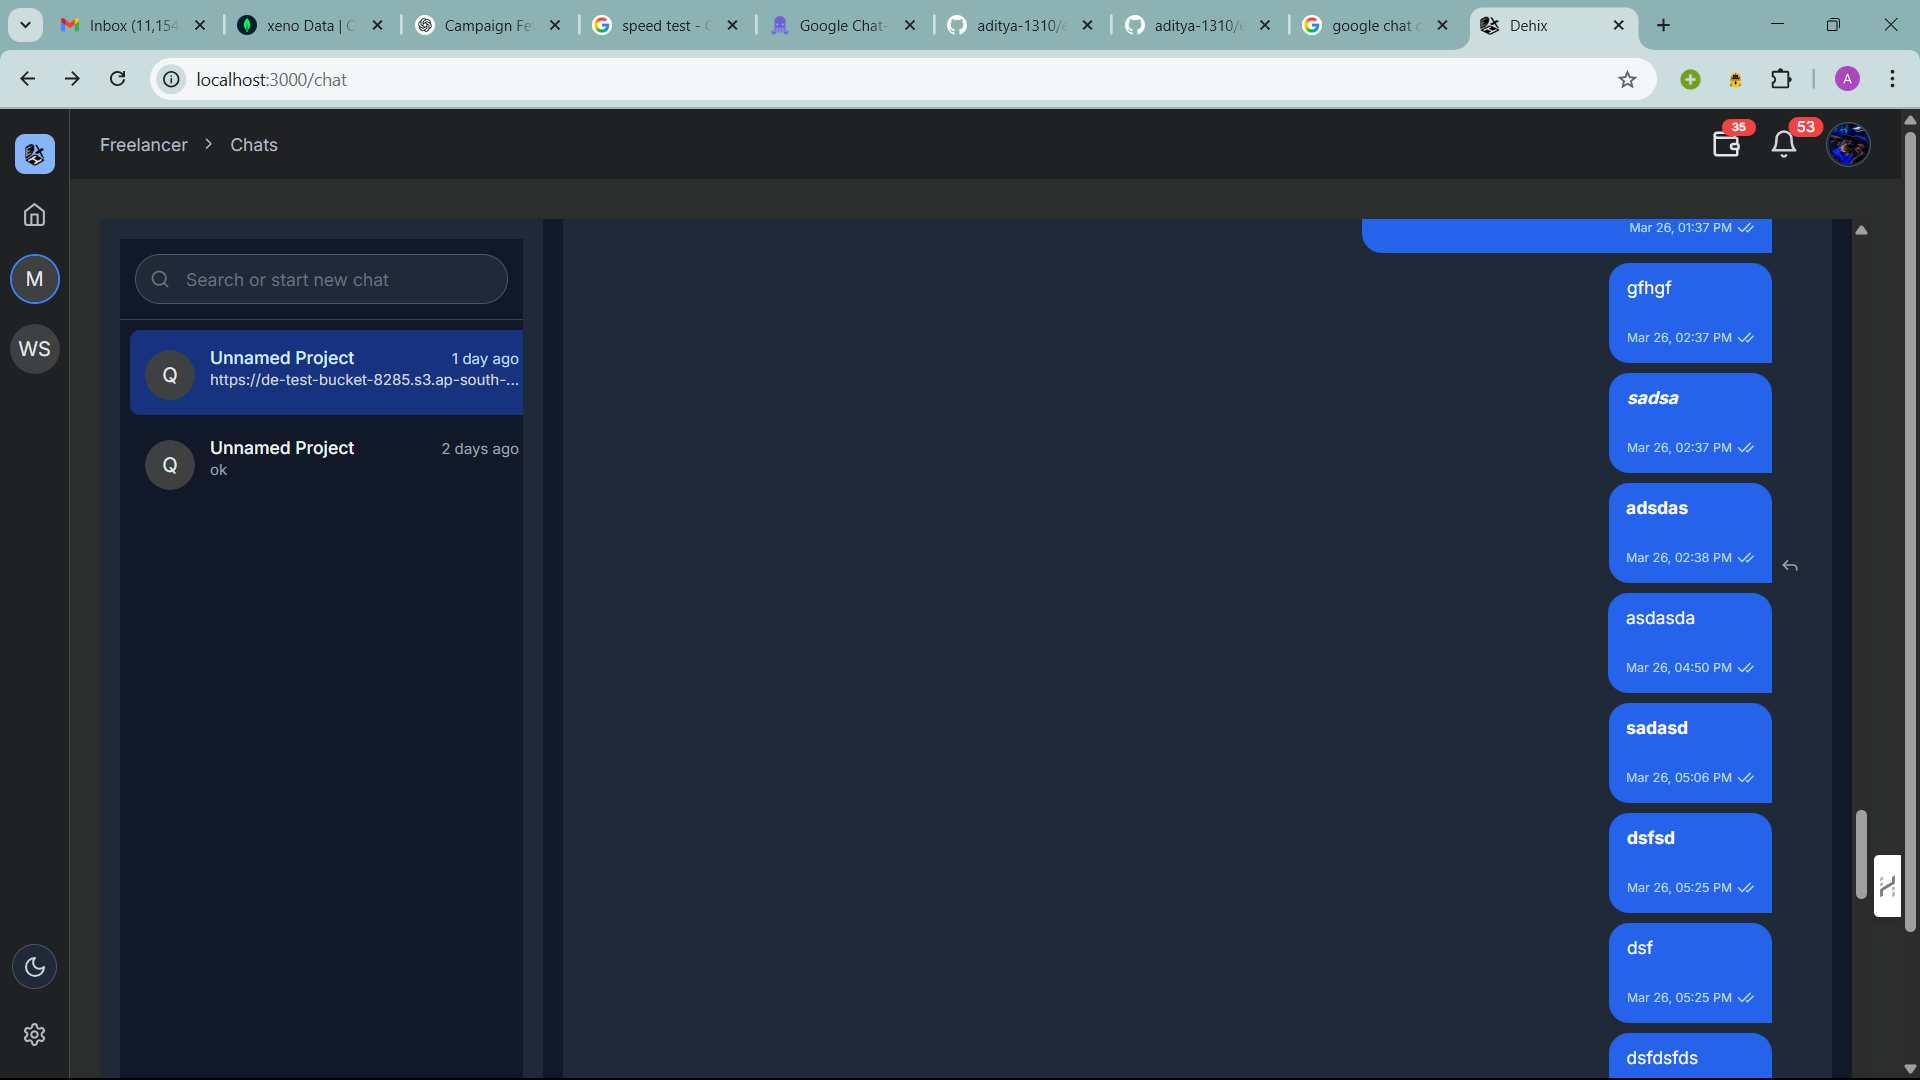 Inbox (11,154
xeno Data | C
Campaign Fe
speed test - G
Google Chat-
aditya-1310/e
aditya-1310/e
google chat c
Dehix
localhost:3000/chat
A
Freelancer > Chats
35
53
M
WS
Search or start new chat
Q
Unnamed Project
1 day ago
https://de-test-bucket-8285.s3.ap-south-...
Q
Unnamed Project
2 days ago
ok
Mar 26, 01:37 PM
gfhgf
Mar 26, 02:37 PM
sadsa
Mar 26, 02:37 PM
adsdas
Mar 26, 02:38 PM
asdasda
Mar 26, 04:50 PM
sadasd
Mar 26, 05:06 PM
dsfsd
Mar 26, 05:25 PM
dsf
Mar 26, 05:25 PM
dsfdsfds